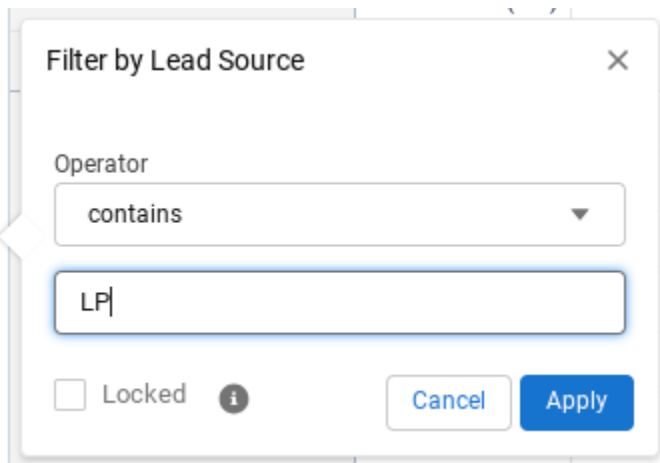 Filter by Lead Source
Operator
contains
LP
Locked
Cancel
Apply